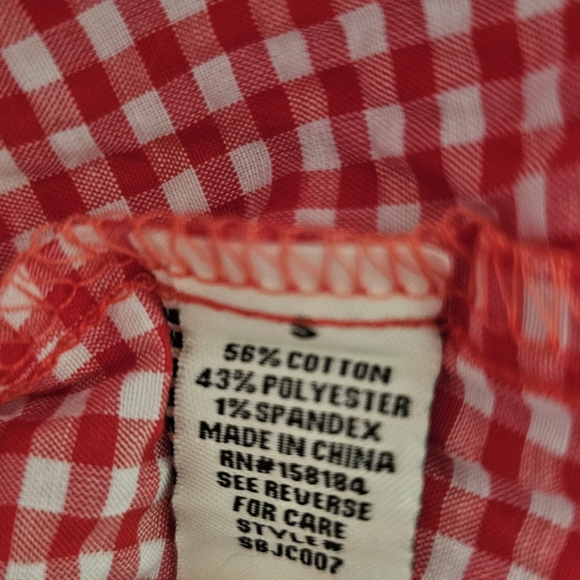 S
56% COTTON
43% POLYESTER
1% SPANDEX
MADE IN CHINA
RN#158184
SEE REVERSE
FOR CARE
STYLE#
SBJC007